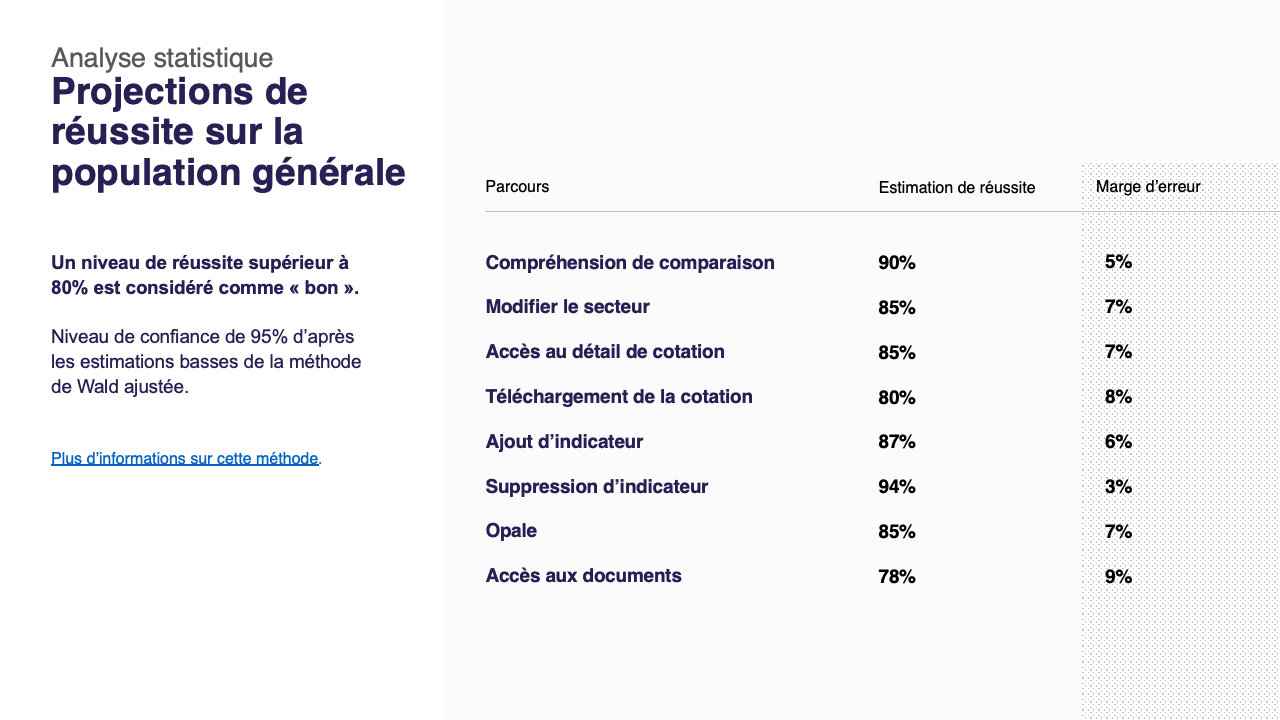 Analyse statistique
Projections de
réussite sur la
population générale
Un niveau de réussite supérieur à
80% est considéré comme « bon ».
Niveau de confiance de 95% d’après
les estimations basses de la méthode
de Wald ajustée.
Plus d’informations sur cette méthode.
Parcours Estimation de réussite Marge d’erreur
Compréhension de comparaison 90% 5%
Modifier le secteur 85% 7%
Accès au détail de cotation 85% 7%
Téléchargement de la cotation 80% 8%
Ajout d’indicateur 87% 6%
Suppression d’indicateur 94% 3%
Opale 85% 7%
Accès aux documents 78% 9%